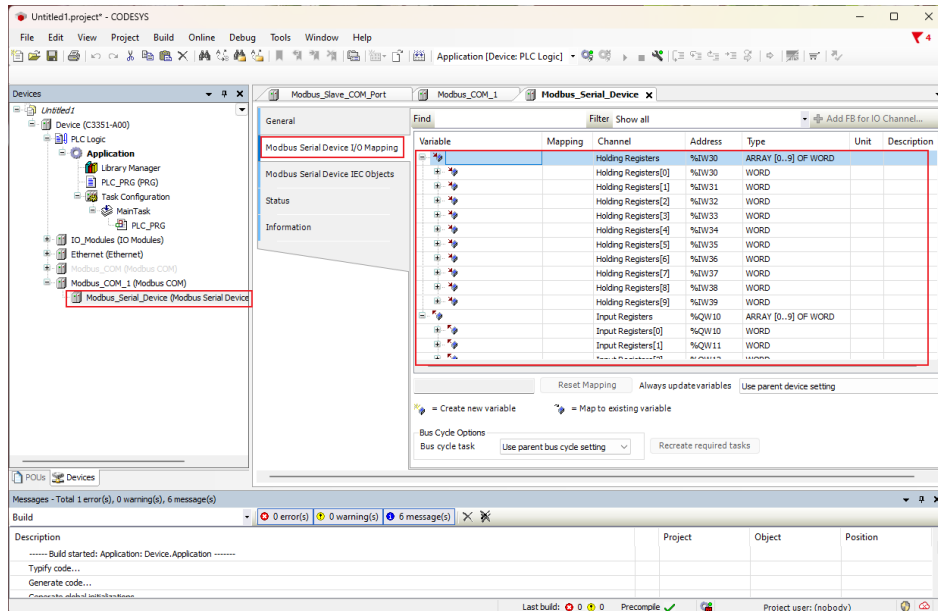 Untitled1.project* - CODESYS
File Edit View Project Build Online Debug Tools Window Help
4
Application [Device: PLC Logic]
Devices
Untitled1
Device (C3351-A00)
PLC Logic
Application
Library Manager
PLC_PRG (PRG)
Task Configuration
MainTask
PLC_PRG
IO_Modules (IO Modules)
Ethernet (Ethernet)
Modbus_COM (Modbus COM)
Modbus_COM_1 (Modbus COM)
Modbus_Serial_Device (Modbus Serial Device
POUs Devices
Modbus_Slave_COM_Port Modbus_COM_1 Modbus_Serial_Device
General
Modbus Serial Device I/O Mapping
Modbus Serial Device IEC Objects
Status
Information
Find Filter Show all Add FB for IO Channel...
Variable Mapping Channel Address Type Unit Description
Holding Registers %IW30 ARRAY [0..9] OF WORD
Holding Registers[0] %IW30 WORD
Holding Registers[1] %IW31 WORD
Holding Registers[2] %IW32 WORD
Holding Registers[3] %IW33 WORD
Holding Registers[4] %IW34 WORD
Holding Registers[5] %IW35 WORD
Holding Registers[6] %IW36 WORD
Holding Registers[7] %IW37 WORD
Holding Registers[8] %IW38 WORD
Holding Registers[9] %IW39 WORD
Input Registers %QW10 ARRAY [0..9] OF WORD
Input Registers[0] %QW10 WORD
Input Registers[1] %QW11 WORD
Input Registers[2] %QW12 WORD
Reset Mapping Always update variables Use parent device setting
= Create new variable = Map to existing variable
Bus Cycle Options
Bus cycle task Use parent bus cycle setting Recreate required tasks
Messages - Total 1 error(s), 0 warning(s), 6 message(s)
Build 0 error(s) 0 warning(s) 6 message(s)
Description Project Object Position
------ Build started: Application: Device.Application -------
Typify code...
Generate code...
Generate global initializations
Last build: 0 0 Precompile Project user: (nobody)